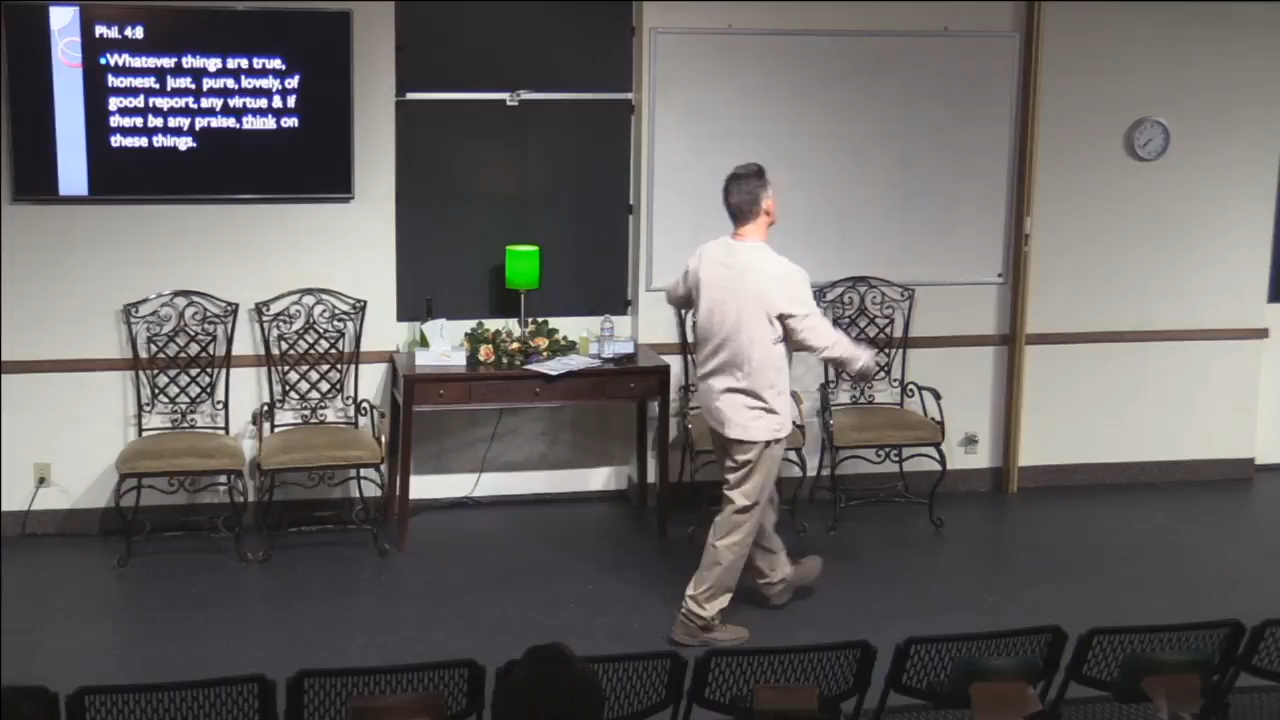 Phil. 4:8
•Whatever things are true,
honest, just, pure, lovely, of
good report, any virtue & if
there be any praise, think on
these things.